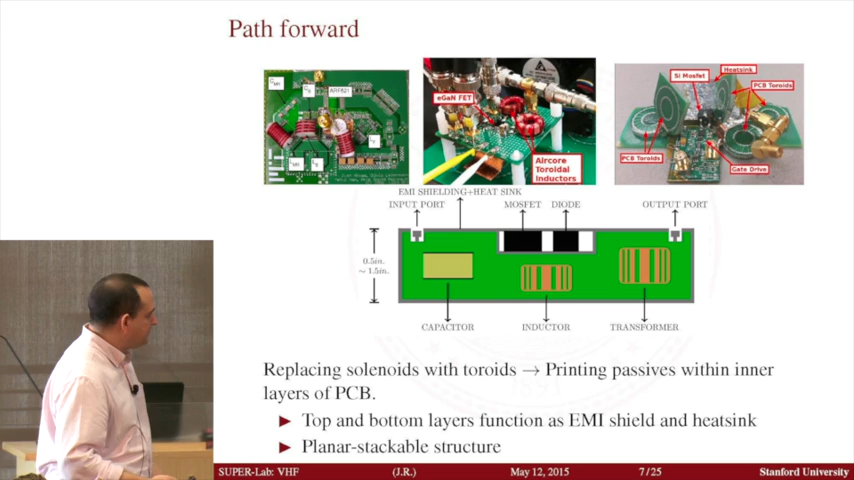 Path forward
ARF521
eGaN FET
Aircore
Toroidal
Inductors
Si Mosfet
Heatsink
PCB Toroids
PCB Toroids
Gate Drive
EMI SHIELDING+HEAT SINK
INPUT PORT
MOSFET
DIODE
OUTPUT PORT
0.5in.
~ 1.5in.
CAPACITOR
INDUCTOR
TRANSFORMER
Replacing solenoids with toroids → Printing passives within inner
layers of PCB.
▶ Top and bottom layers function as EMI shield and heatsink
▶ Planar-stackable structure
SUPER-Lab: VHF (J.R.) May 12, 2015 7 / 25 Stanford University